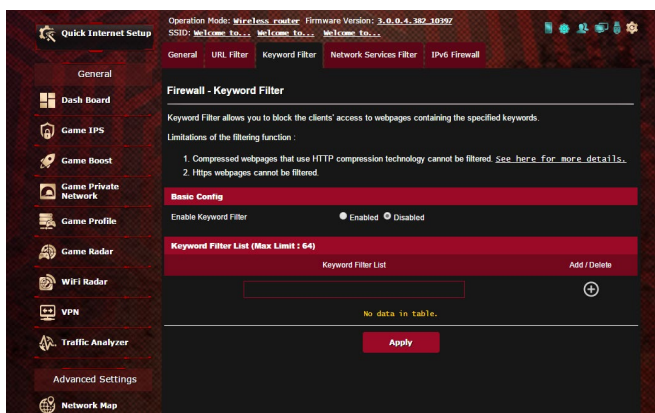 Quick Internet Setup
Operation Mode: Wireless router Firmware Version: 3.0.0.4.382_10397
SSID: Welcome to... Welcome to... Welcome to...
General URL Filter Keyword Filter Network Services Filter IPv6 Firewall
General
Dash Board
Game IPS
Game Boost
Game Private
Network
Game Profile
Game Radar
WiFi Radar
VPN
Traffic Analyzer
Advanced Settings
Network Map
Firewall - Keyword Filter
Keyword Filter allows you to block the clients' access to webpages containing the specified keywords.
Limitations of the filtering function :
1. Compressed webpages that use HTTP compression technology cannot be filtered. See here for more details.
2. Https webpages cannot be filtered.
Basic Config
Enable Keyword Filter Enabled Disabled
Keyword Filter List (Max Limit : 64)
Keyword Filter List Add / Delete
No data in table.
Apply